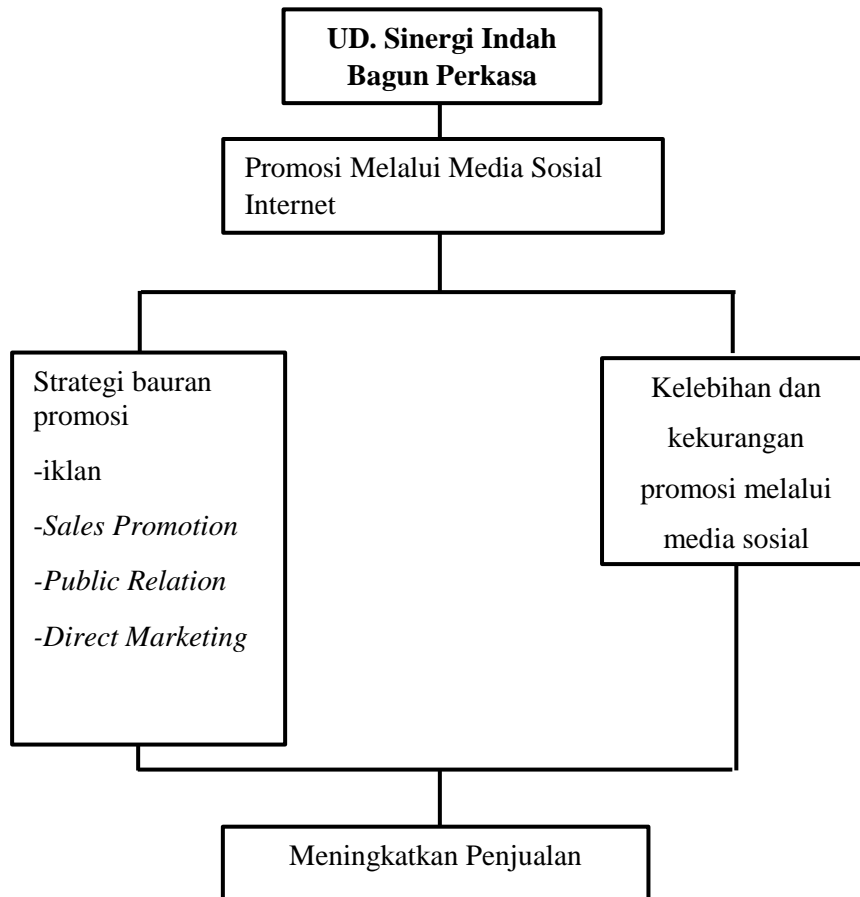 UD. Sinergi Indah
Bagun Perkasa
Promosi Melalui Media Sosial
Internet
Strategi bauran
promosi
-iklan
-Sales Promotion
-Public Relation
-Direct Marketing
Kelebihan dan
kekurangan
promosi melalui
media sosial
Meningkatkan Penjualan